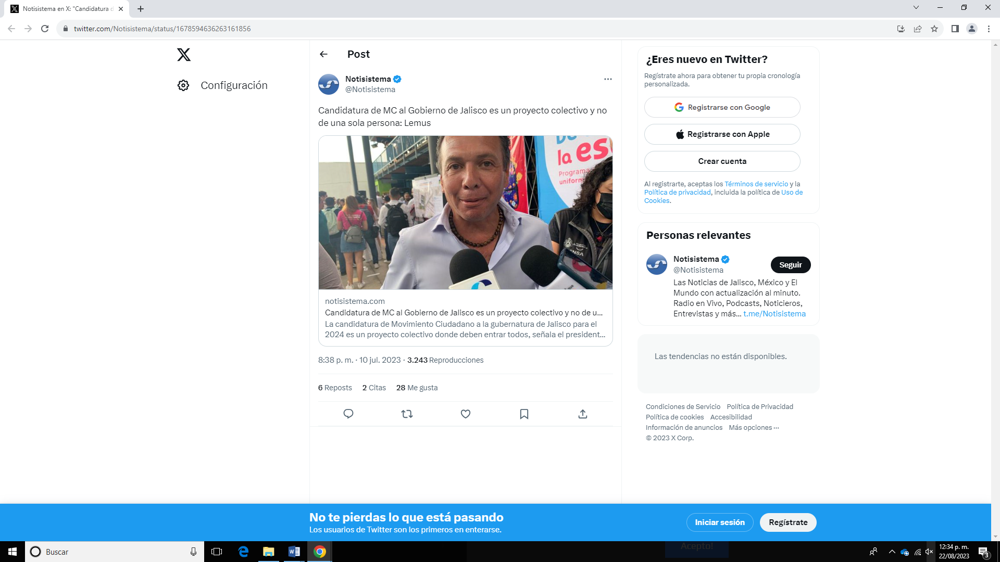 Notisistema en X: "Candidatura d
twitter.com/Notisistema/status/1678594636263161856
Configuración
Post
Notisistema
@Notisistema
Candidatura de MC al Gobierno de Jalisco es un proyecto colectivo y no
de una sola persona: Lemus
la es
Programa
uniform
ENSA
notisistema.com
Candidatura de MC al Gobierno de Jalisco es un proyecto colectivo y no de u...
La candidatura de Movimiento Ciudadano a la gubernatura de Jalisco para el
2024 es un proyecto colectivo donde deben entrar todos, señala el president...
8:38 p. m. · 10 jul. 2023 · 3.243 Reproducciones
6 Reposts 2 Citas 28 Me gusta
¿Eres nuevo en Twitter?
Regístrate ahora para obtener tu propia cronología
personalizada.
Registrarse con Google
Registrarse con Apple
Crear cuenta
Al registrarte, aceptas los Términos de servicio y la
Política de privacidad, incluida la política de Uso de
Cookies.
Personas relevantes
Notisistema
@Notisistema
Seguir
Las Noticias de Jalisco, México y El
Mundo con actualización al minuto.
Radio en Vivo, Podcasts, Noticieros,
Entrevistas y más... t.me/Notisistema
Las tendencias no están disponibles.
Condiciones de Servicio Política de Privacidad
Política de cookies Accesibilidad
Información de anuncios Más opciones ···
© 2023 X Corp.
No te pierdas lo que está pasando
Los usuarios de Twitter son los primeros en enterarse.
Iniciar sesión
Regístrate
Buscar
Acepto!
12:34 p. m.
22/08/2023
3